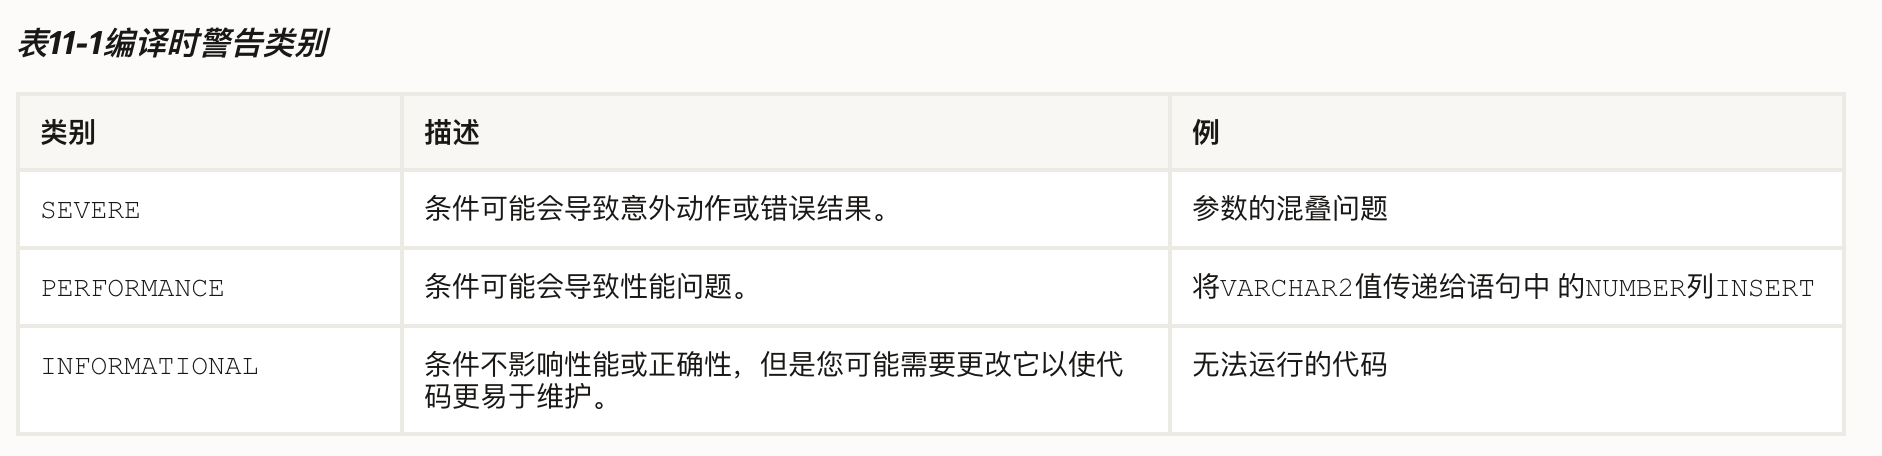 表11-1编译时警告类别
类别 描述 例
SEVERE 条件可能会导致意外动作或错误结果。 参数的混叠问题
PERFORMANCE 条件可能会导致性能问题。 将VARCHAR2值传递给语句中 的NUMBER列INSERT
INFORMATIONAL 条件不影响性能或正确性，但是您可能需要更改它以使代 无法运行的代码
码更易于维护。